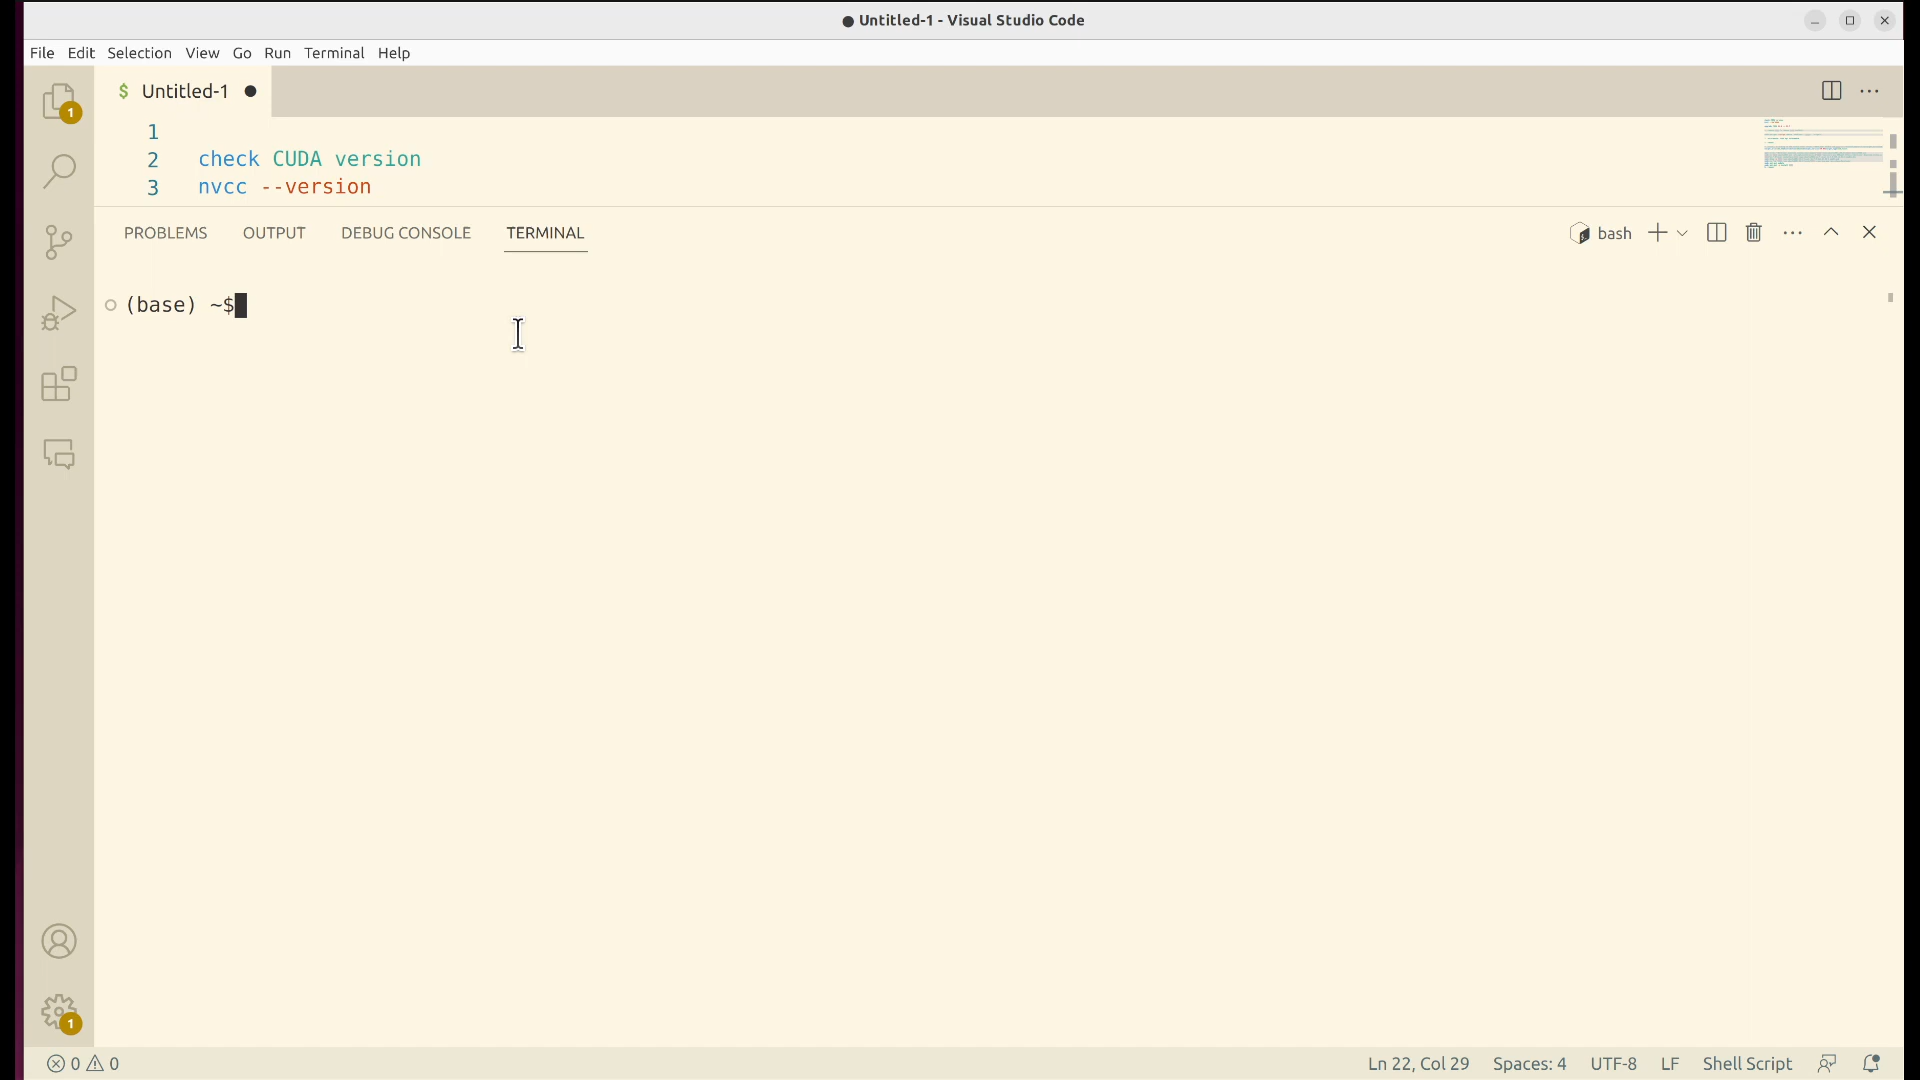 ● Untitled-1 - Visual Studio Code
File Edit Selection View Go Run Terminal Help
$ Untitled-1 ●
1
2 check CUDA version
3 nvcc --version
PROBLEMS OUTPUT DEBUG CONSOLE TERMINAL bash
(base) ~$
1
1
0 0 Ln 22, Col 29 Spaces: 4 UTF-8 LF Shell Script